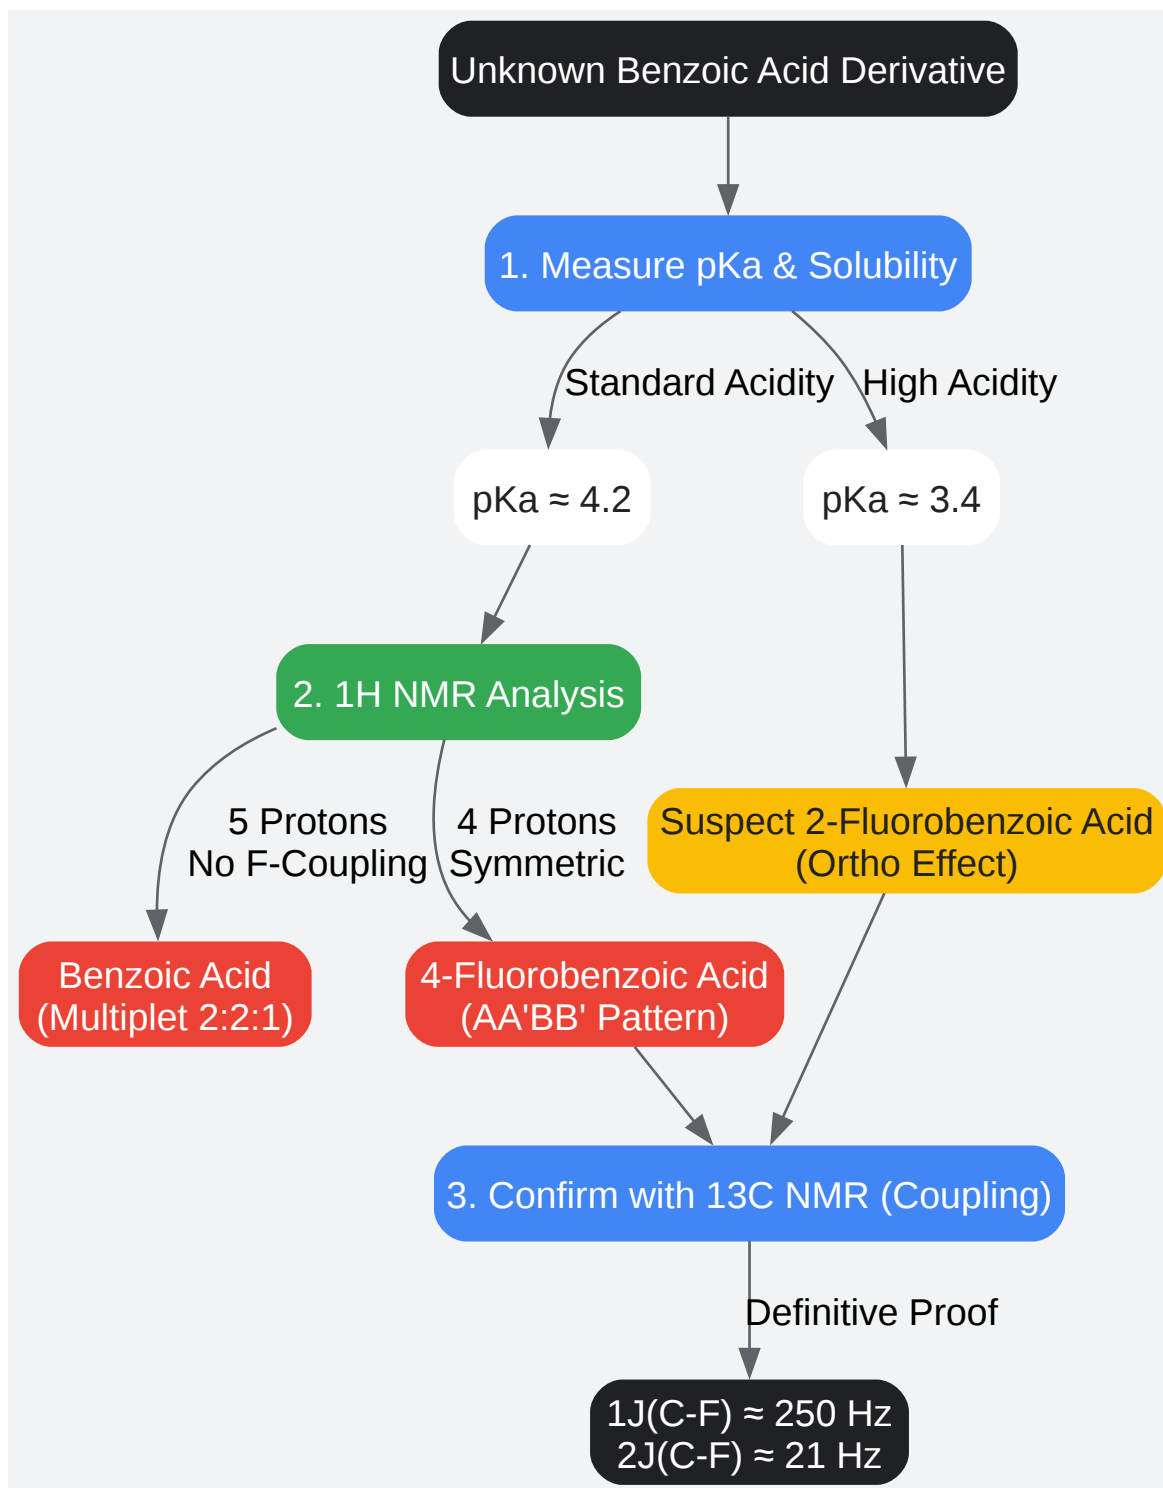 Unknown Benzoic Acid Derivative
1. Measure pKa & Solubility
Standard Acidity
High Acidity
pKa ≈ 4.2
pKa ≈ 3.4
2. 1H NMR Analysis
5 Protons
No F-Coupling
4 Protons
Symmetric
Suspect 2-Fluorobenzoic Acid
(Ortho Effect)
Benzoic Acid
(Multiplet 2:2:1)
4-Fluorobenzoic Acid
(AA'BB' Pattern)
3. Confirm with 13C NMR (Coupling)
Definitive Proof
1J(C-F) ≈ 250 Hz
2J(C-F) ≈ 21 Hz